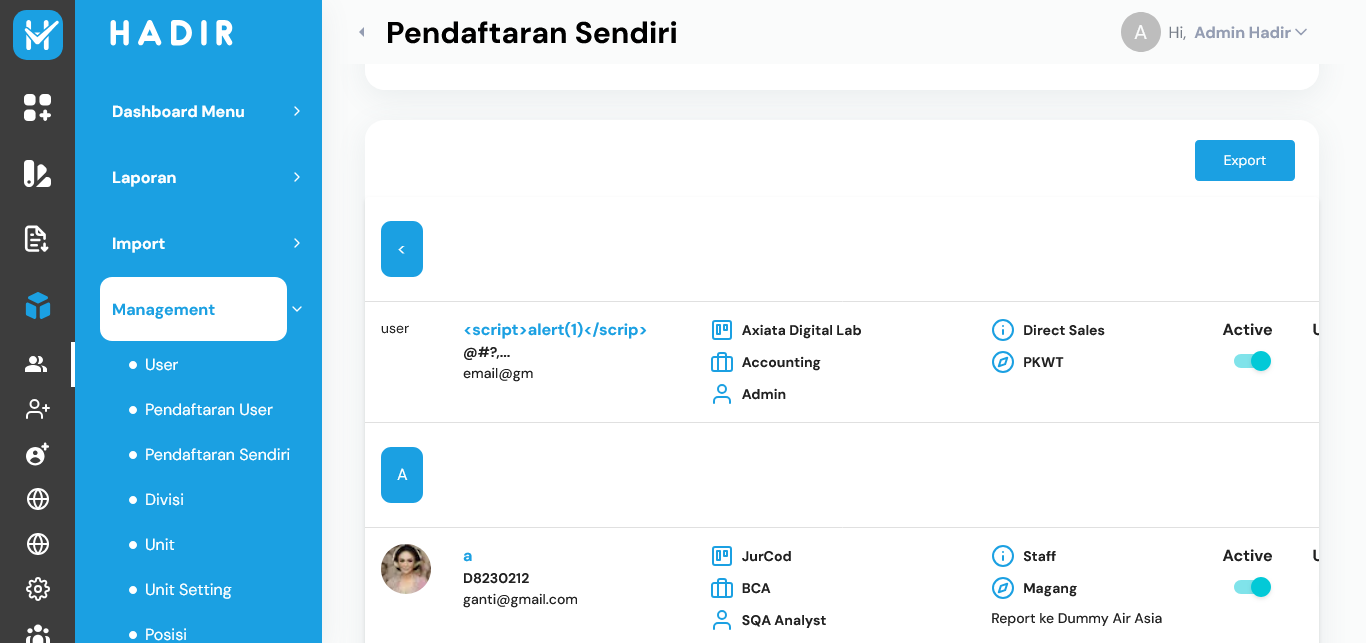 HADIR
Pendaftaran Sendiri
A
Hi, Admin Hadir
Dashboard Menu
Laporan
Import
Management
User
Pendaftaran User
Pendaftaran Sendiri
Divisi
Unit
Unit Setting
Posisi
Export
<
user
<script>alert(1)</scrip>
@#?,...
email@gm
Axiata Digital Lab
Accounting
Admin
Direct Sales
PKWT
Active
A
a
D8230212
ganti@gmail.com
JurCod
BCA
SQA Analyst
Staff
Magang
Report ke Dummy Air Asia
Active